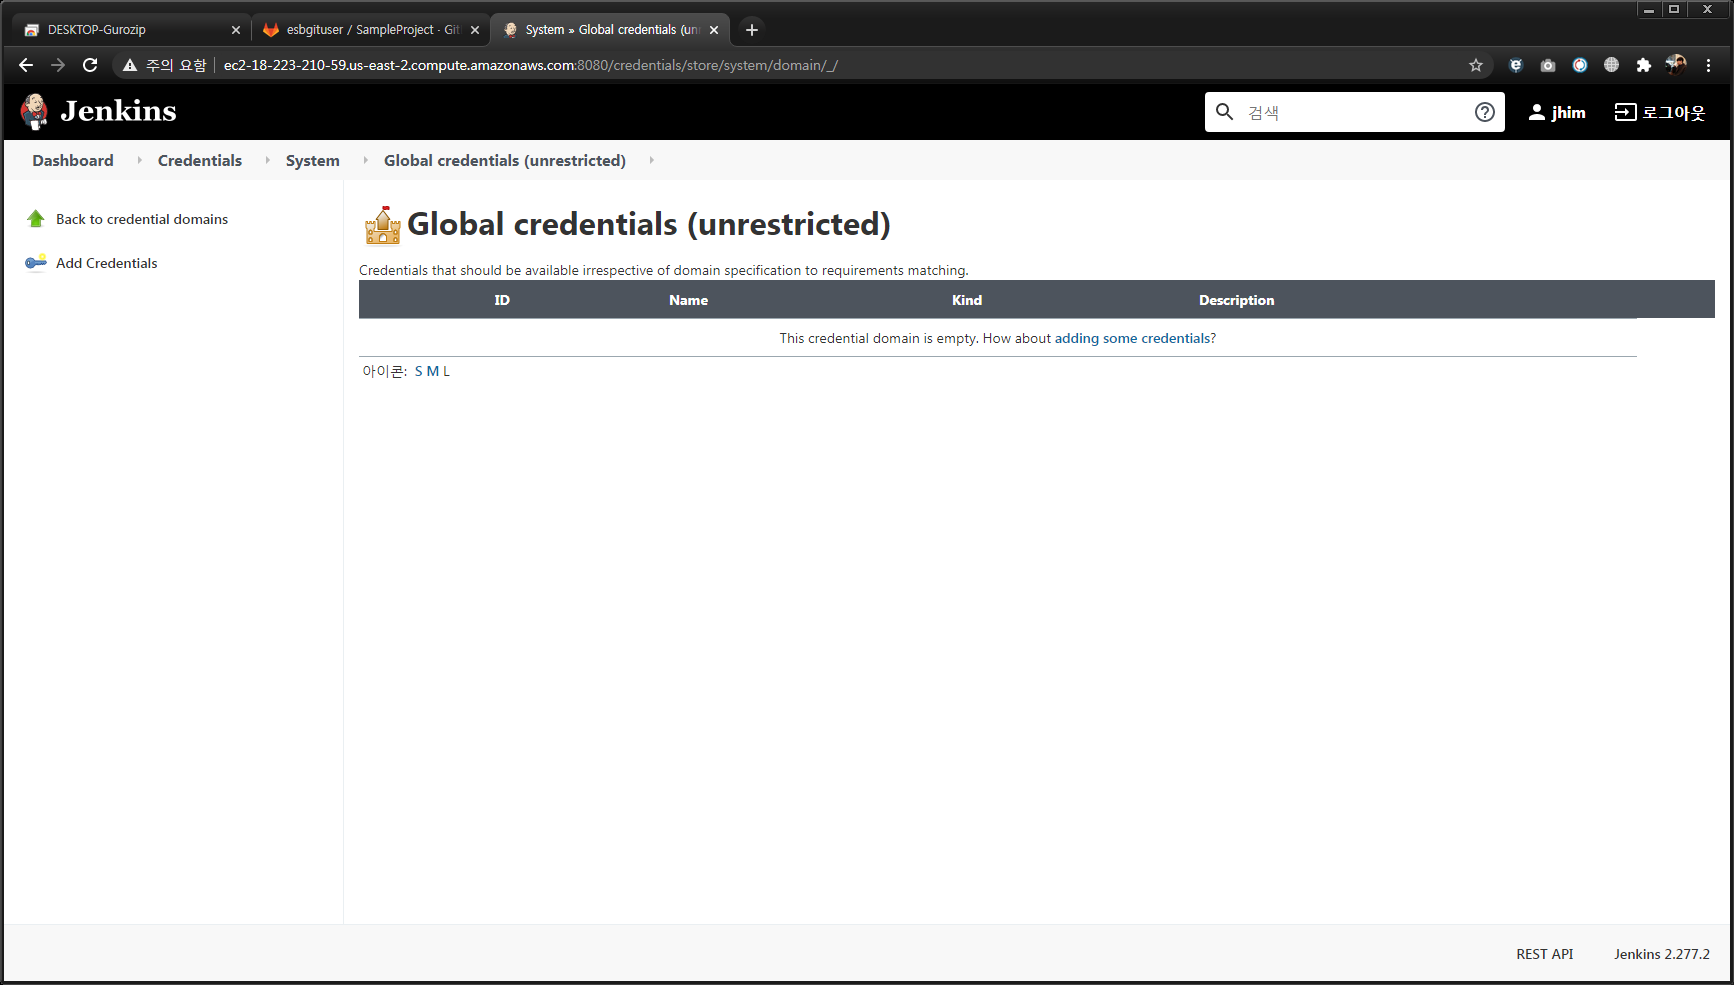 DESKTOP-Gurozip
esbgituser / SampleProject · Git
System » Global credentials (un
주의 요함
ec2-18-223-210-59.us-east-2.compute.amazonaws.com:8080/credentials/store/system/domain/_/
Jenkins
검색
jhim
로그아웃
Dashboard
Credentials
System
Global credentials (unrestricted)
Back to credential domains
Add Credentials
Global credentials (unrestricted)
Credentials that should be available irrespective of domain specification to requirements matching.
ID Name Kind Description
This credential domain is empty. How about adding some credentials?
아이콘: S M L
REST API
Jenkins 2.277.2